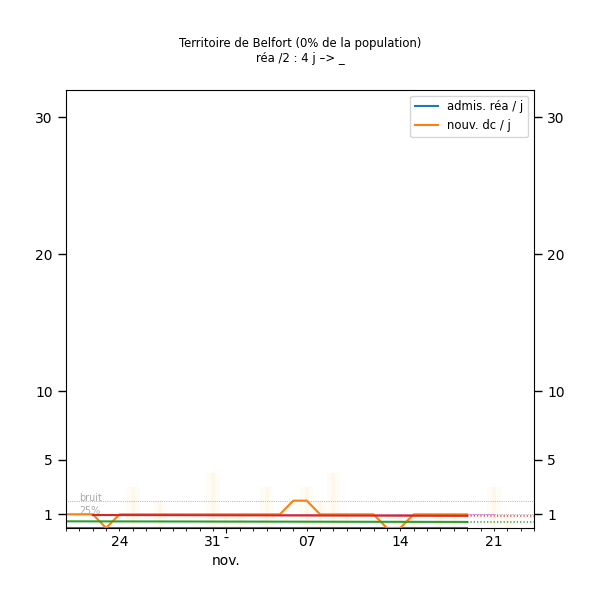 Territoire de Belfort (0% de la population)
réa /2 : 4 j –> _
admis. réa / j
nouv. dc / j
30 30
20 20
10 10
5 5
bruit
25%
1 1
24 31 - 07 14 21
nov.